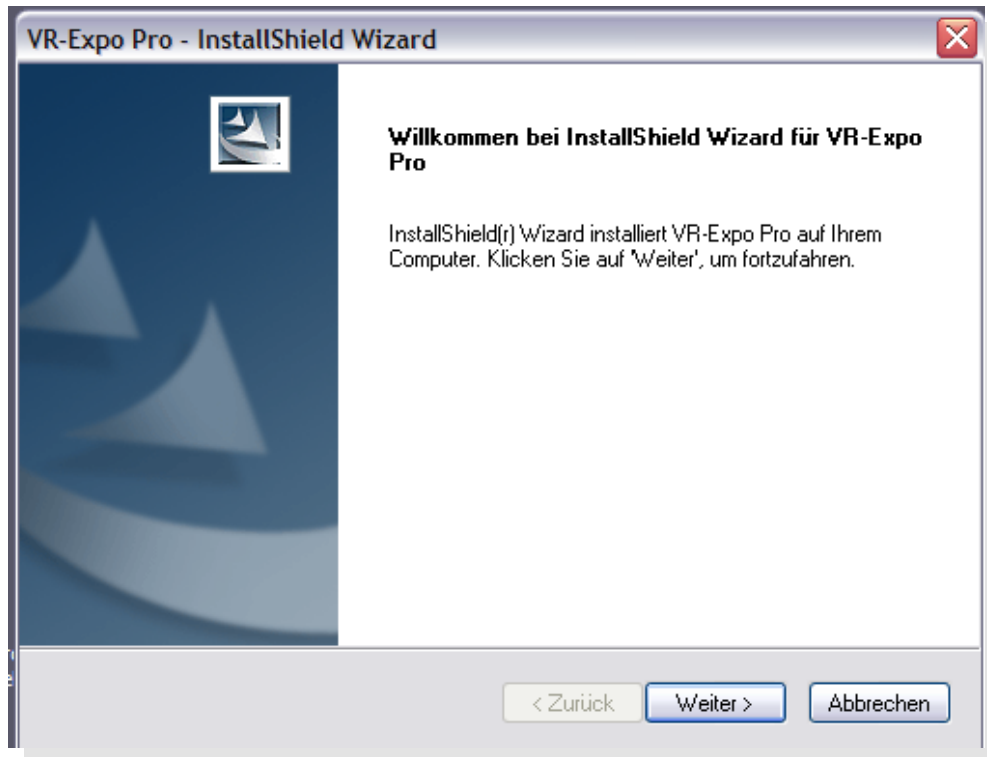 VR-Expo Pro - InstallShield Wizard
Willkommen bei InstallShield Wizard für VR-Expo
Pro
InstallShield(r) Wizard installiert VR-Expo Pro auf Ihrem
Computer. Klicken Sie auf 'Weiter', um fortzufahren.
< Zurück
Weiter >
Abbrechen